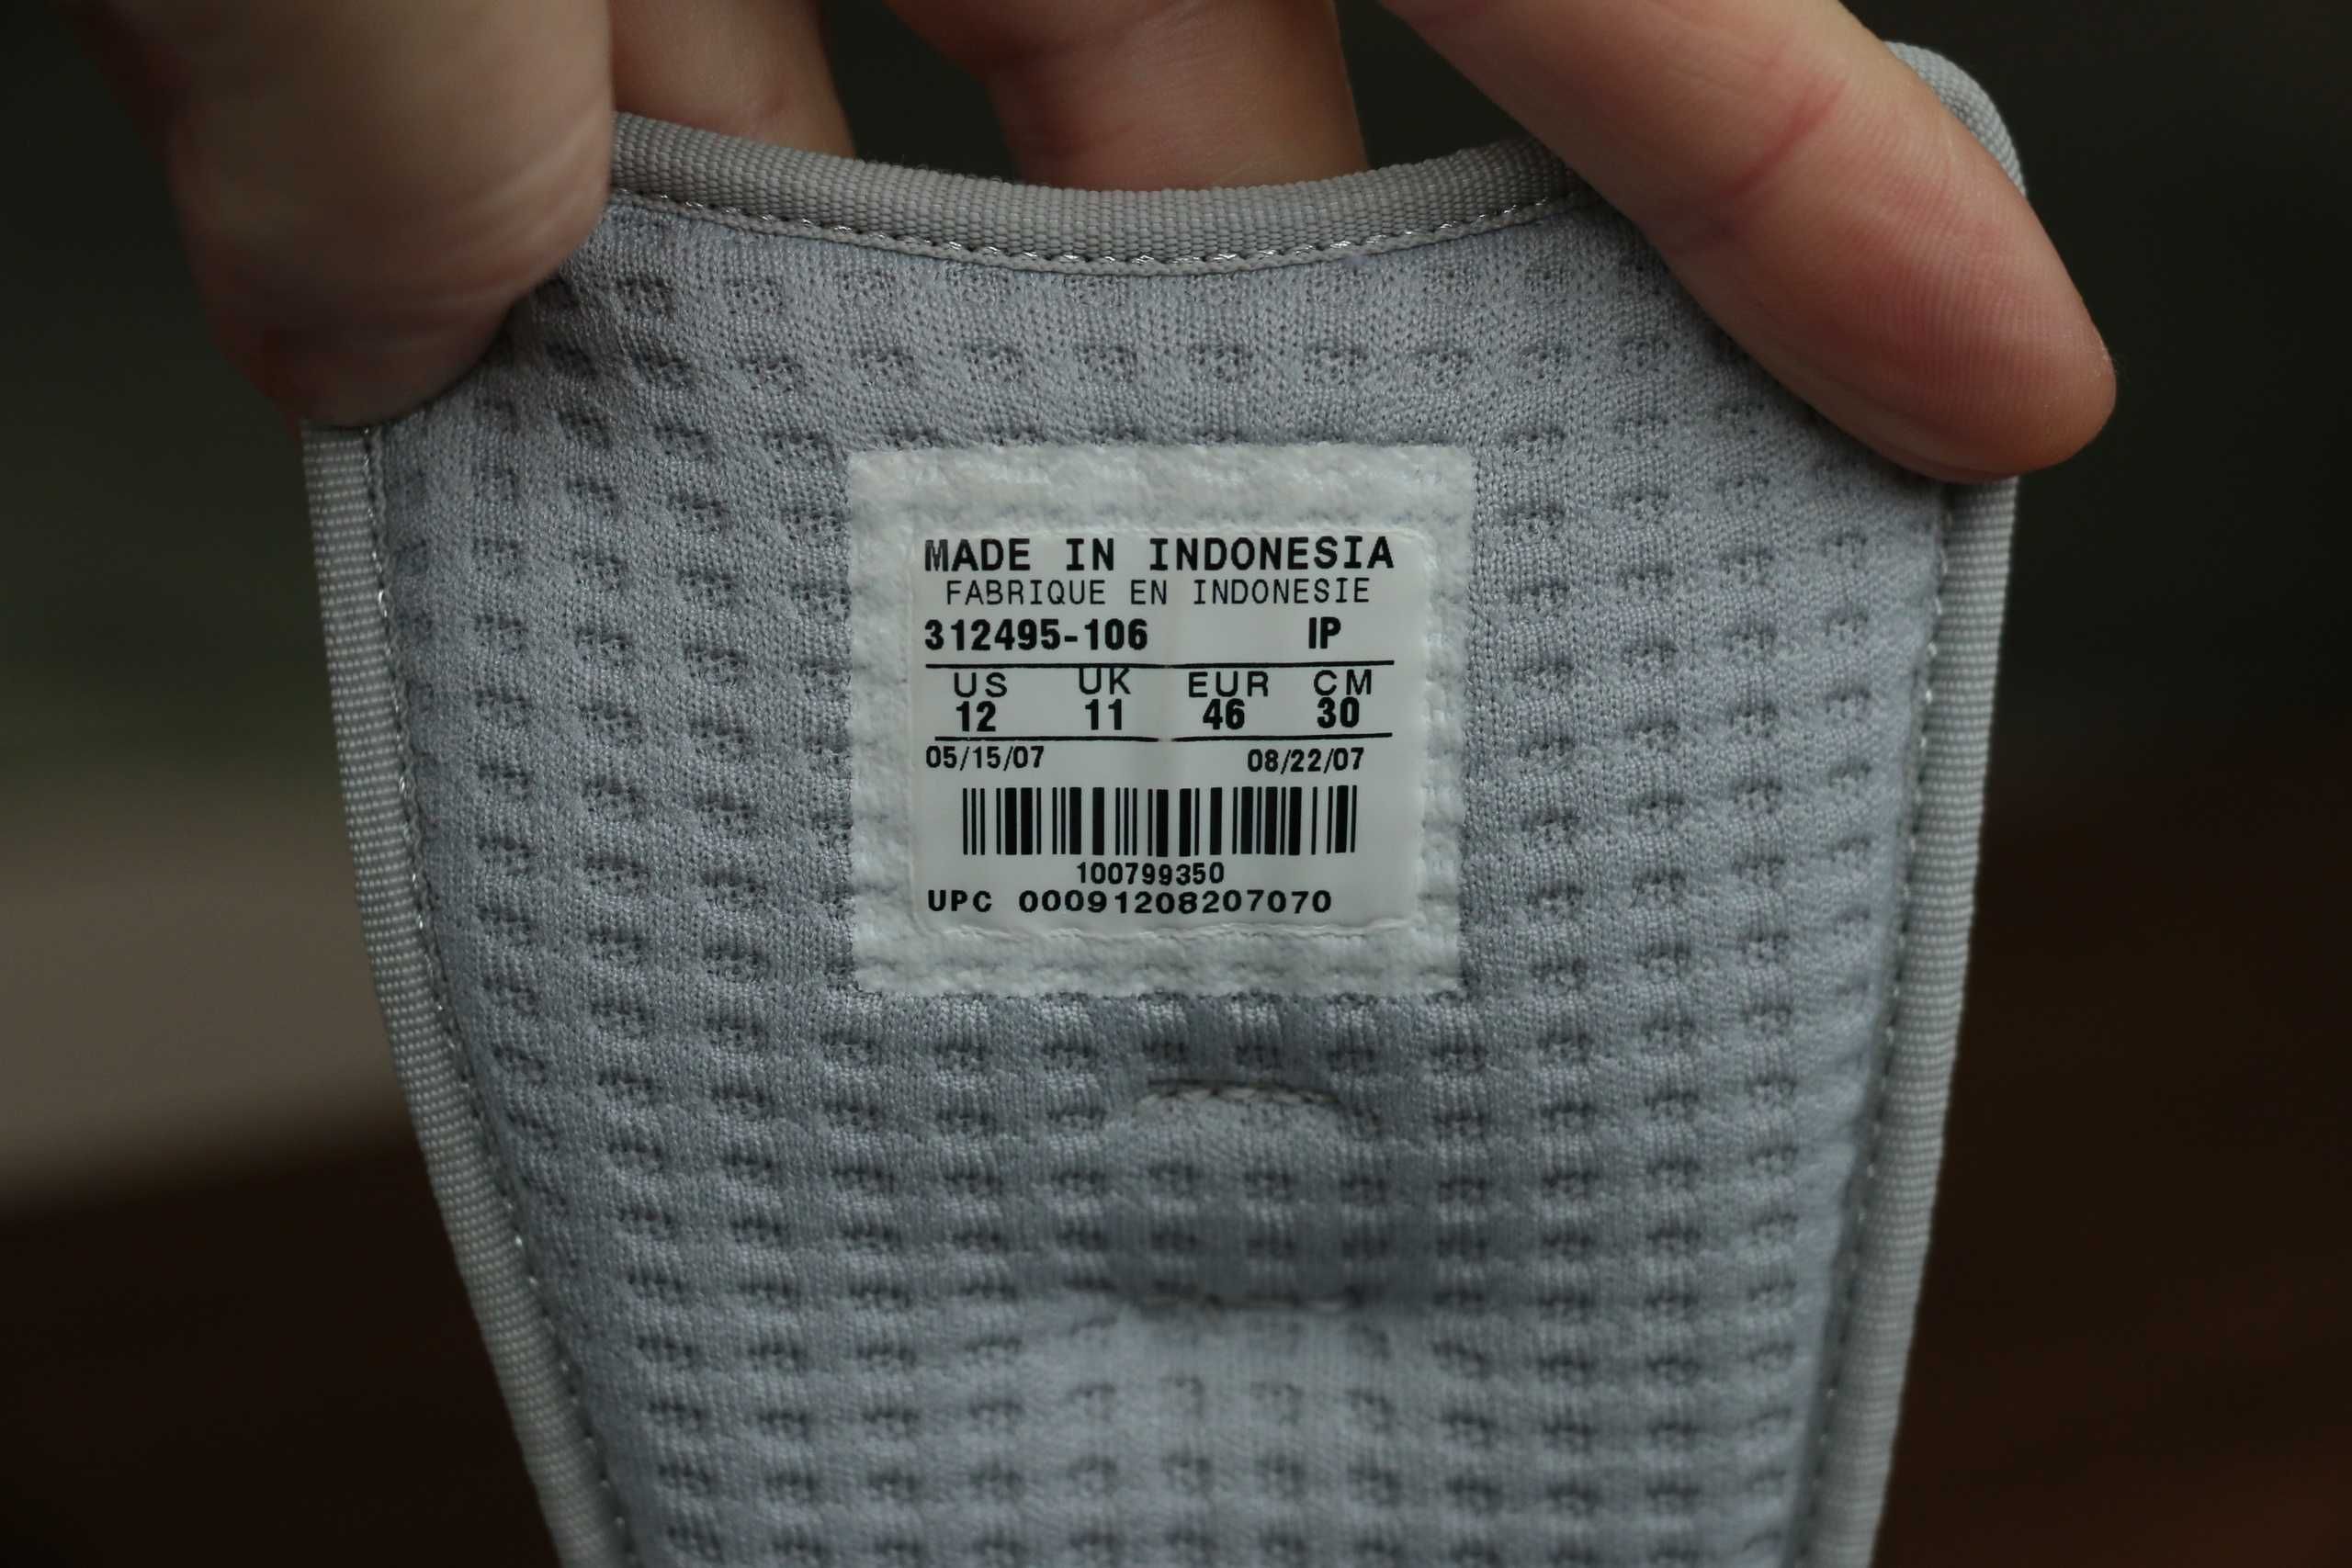 MADE IN INDONESIA
FABRIQUE EN INDONESIE
312495-106 IP
US UK EUR CM
12 11 46 30
05/15/07 08/22/07
100799350
UPC 00091208207070